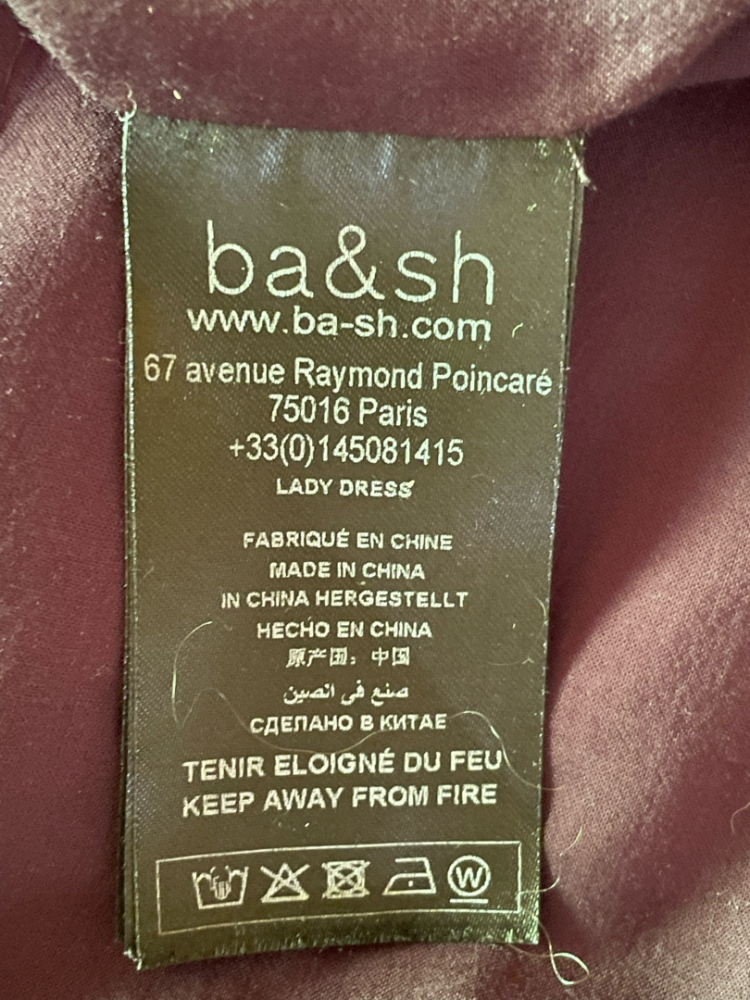 ba&sh
www.ba-sh.com
67 avenue Raymond Poincaré
75016 Paris
+33(0)145081415
LADY DRESS
FABRIQUÉ EN CHINE
MADE IN CHINA
IN CHINA HERGESTELLT
HECHO EN CHINA
原产国：中国
صنع في انصين
СДЕЛАНО В КИТАЕ
TENIR ELOIGNÉ DU FEU
KEEP AWAY FROM FIRE
W